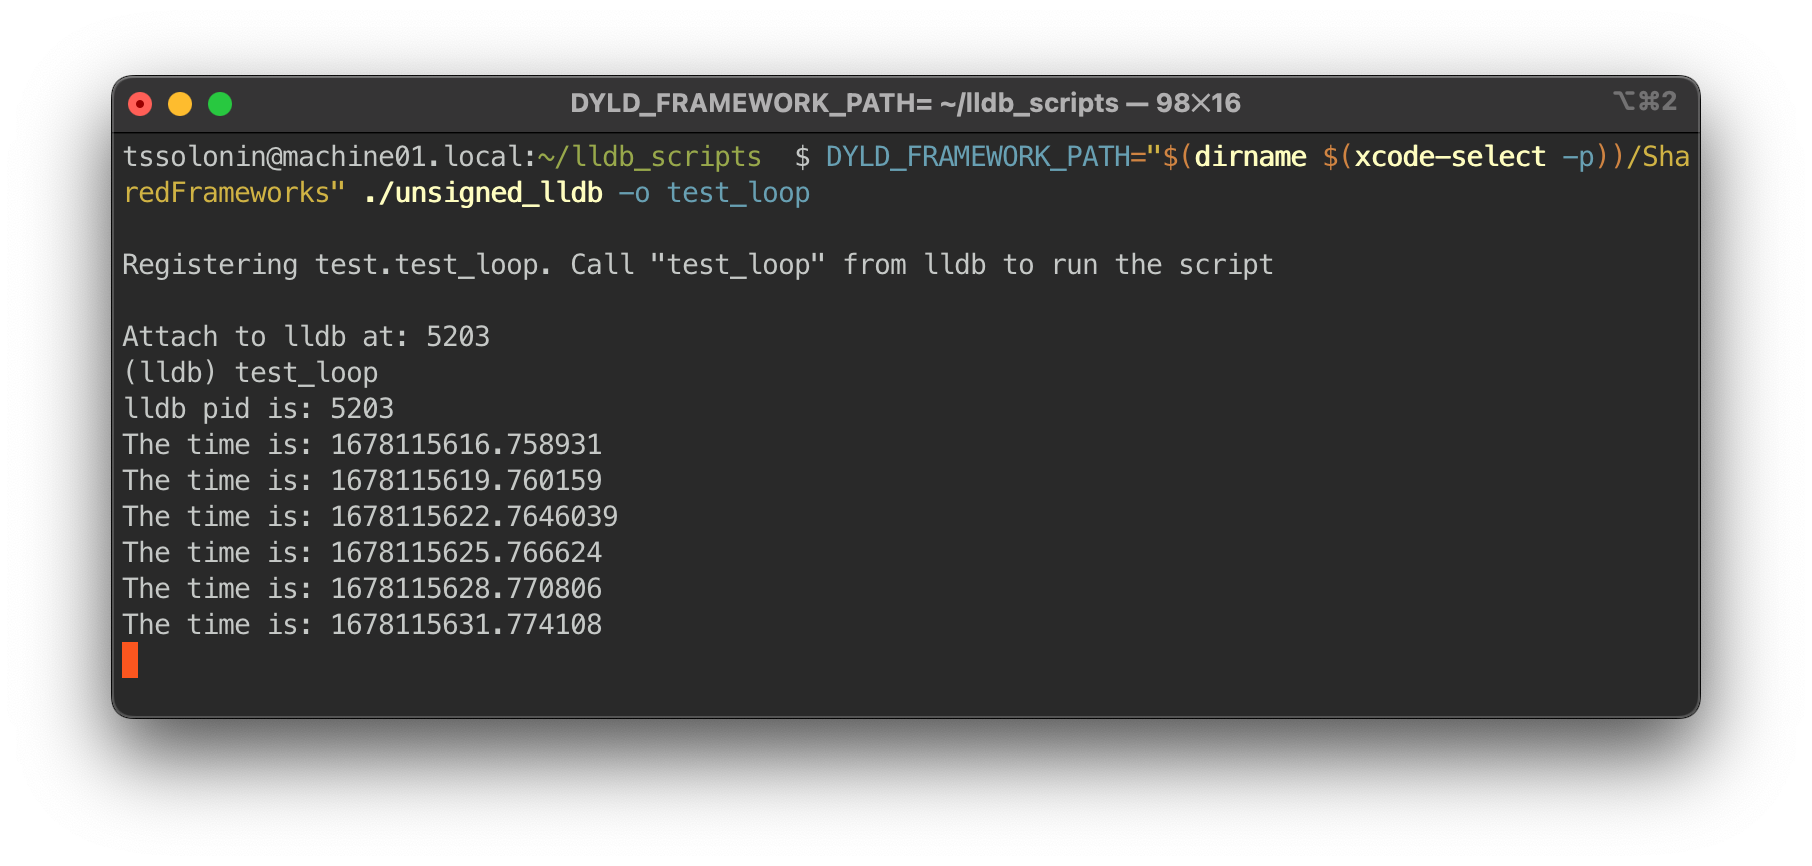 DYLD_FRAMEWORK_PATH= ~/lldb_scripts — 98✕16 ⌥⌘2
tssolonin@machine01.local:~/lldb_scripts  $ DYLD_FRAMEWORK_PATH="$(dirname $(xcode-select -p))/Sha
redFrameworks" ./unsigned_lldb -o test_loop
Registering test.test_loop. Call "test_loop" from lldb to run the script
Attach to lldb at: 5203
(lldb) test_loop
lldb pid is: 5203
The time is: 1678115616.758931
The time is: 1678115619.760159
The time is: 1678115622.7646039
The time is: 1678115625.766624
The time is: 1678115628.770806
The time is: 1678115631.774108